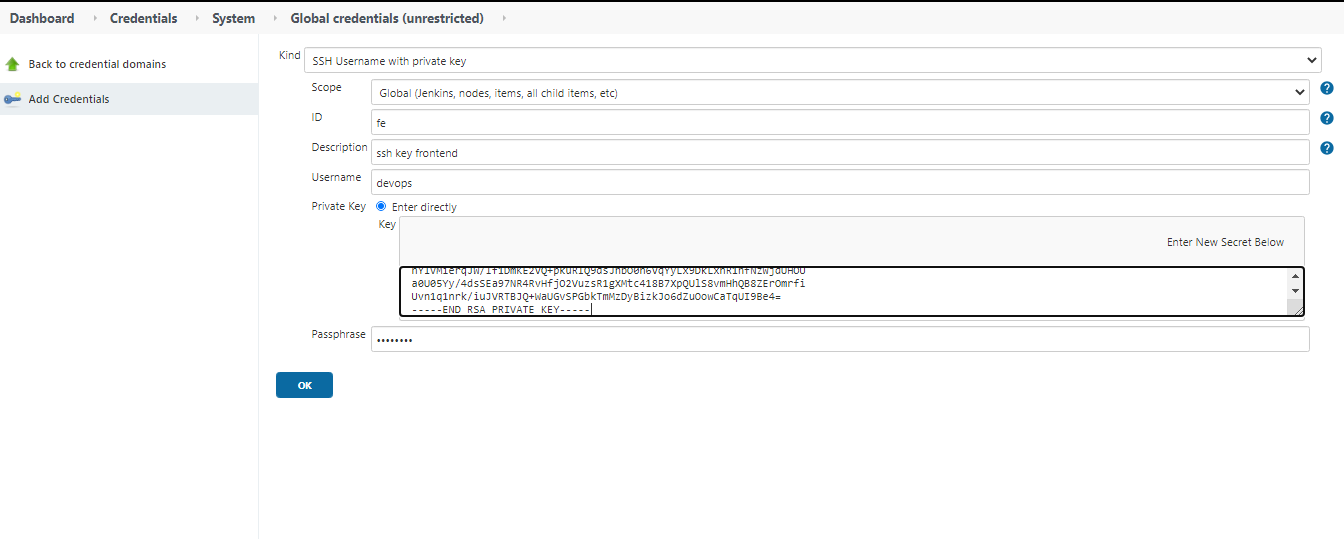 Dashboard
Credentials
System
Global credentials (unrestricted)
Back to credential domains
Add Credentials
Kind
SSH Username with private key
Scope
Global (Jenkins, nodes, items, all child items, etc)
ID
fe
Description
ssh key frontend
Username
devops
Private Key
Enter directly
Key
Enter New Secret Below
a0U05Yy/4dsSEa97NR4RvHfjO2VuzsR1gXMtc418B7XpQUlS8vmHhQB8ZErOmrfi
Uvn1q1nrk/iuJVRTBJQ+WaUGvSPGbkTmMzDyBizkJo6dZuOowCaTqUI9Be4=
-----END RSA PRIVATE KEY-----
Passphrase
••••••••
OK